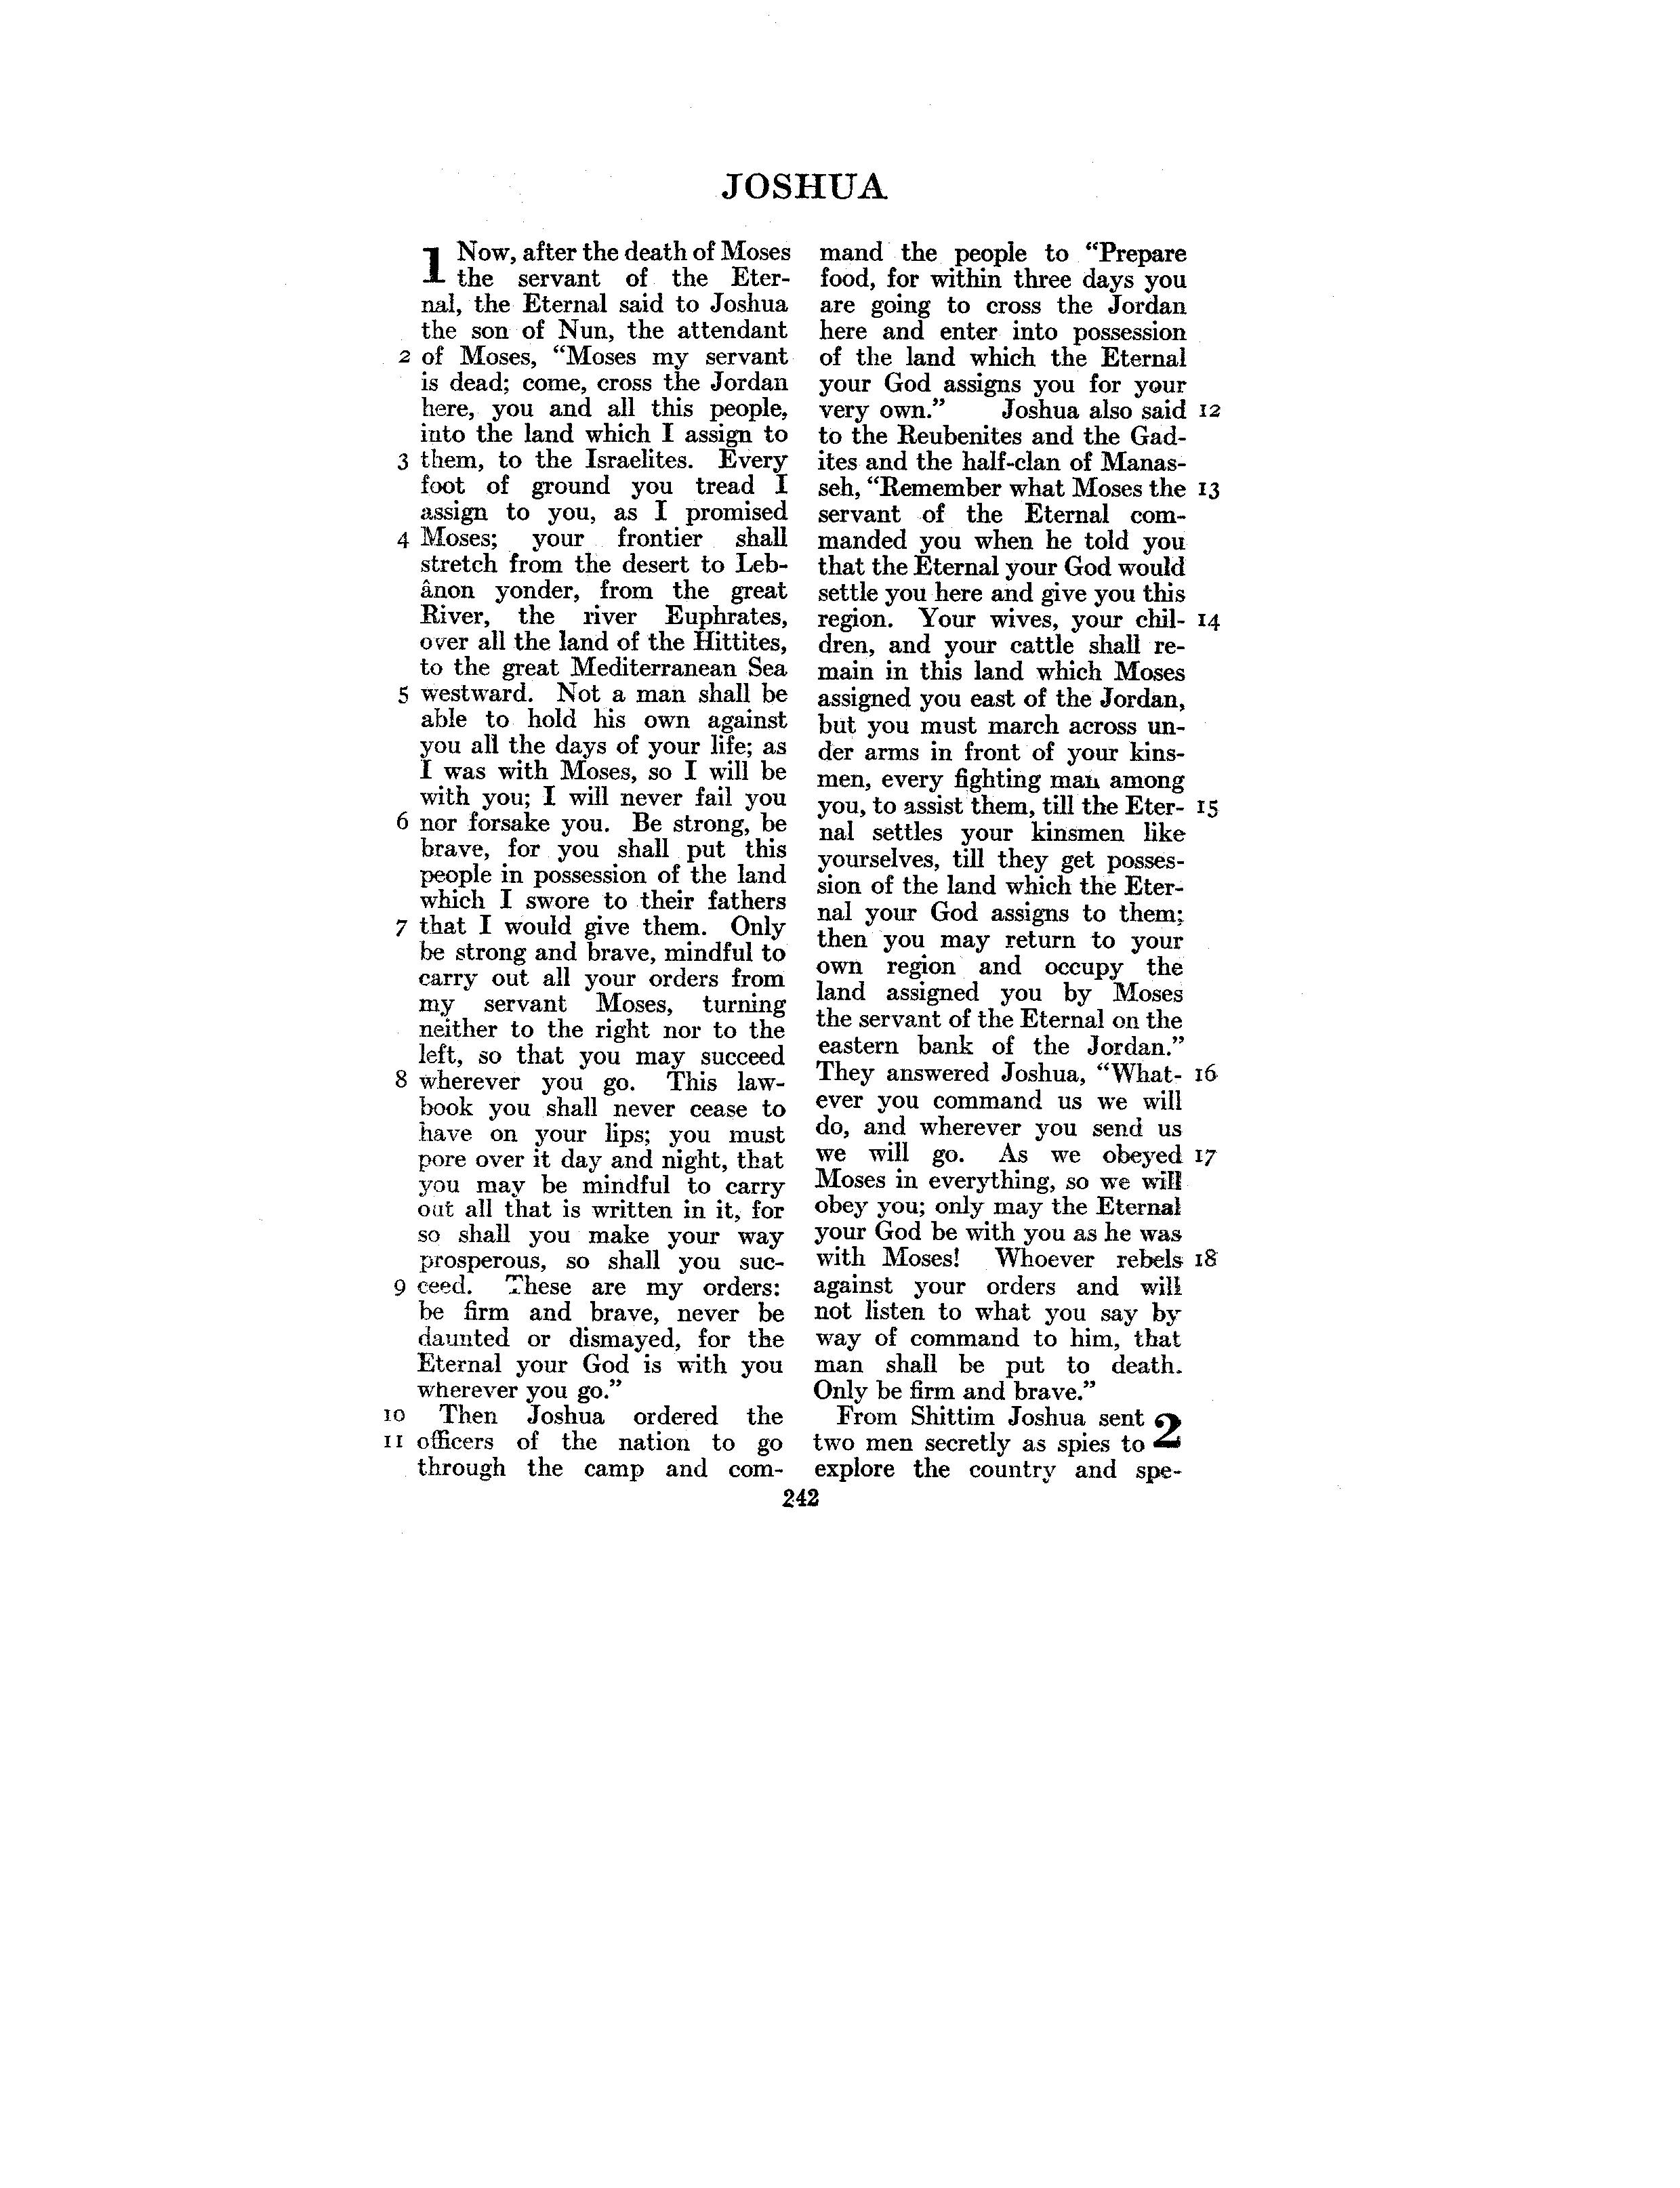 JOSHUA
1 Now, after the death of Moses
the servant of the Eter-
nal, the Eternal said to Joshua
the son of Nun, the attendant
2 of Moses, “Moses my servant
is dead; come, cross the Jordan
here, you and all this people,
into the land which I assign to
3 them, to the Israelites. Every
foot of ground you tread I
assign to you, as I promised
4 Moses; your frontier shall
stretch from the desert to Leb-
ânon yonder, from the great
River, the river Euphrates,
over all the land of the Hittites,
to the great Mediterranean Sea
5 westward. Not a man shall be
able to hold his own against
you all the days of your life; as
I was with Moses, so I will be
with you; I will never fail you
6 nor forsake you. Be strong, be
brave, for you shall put this
people in possession of the land
which I swore to their fathers
7 that I would give them. Only
be strong and brave, mindful to
carry out all your orders from
my servant Moses, turning
neither to the right nor to the
left, so that you may succeed
8 wherever you go. This law-
book you shall never cease to
have on your lips; you must
pore over it day and night, that
you may be mindful to carry
out all that is written in it, for
so shall you make your way
prosperous, so shall you suc-
9 ceed. These are my orders:
be firm and brave, never be
daunted or dismayed, for the
Eternal your God is with you
wherever you go.”
10 Then Joshua ordered the
11 officers of the nation to go
through the camp and com-
mand the people to “Prepare
food, for within three days you
are going to cross the Jordan
here and enter into possession
of the land which the Eternal
your God assigns you for your
very own.” Joshua also said 12
to the Reubenites and the Gad-
ites and the half-clan of Manas-
seh, “Remember what Moses the 13
servant of the Eternal com-
manded you when he told you
that the Eternal your God would
settle you here and give you this
region. Your wives, your chil- 14
dren, and your cattle shall re-
main in this land which Moses
assigned you east of the Jordan,
but you must march across un-
der arms in front of your kins-
men, every fighting man among
you, to assist them, till the Eter- 15
nal settles your kinsmen like
yourselves, till they get posses-
sion of the land which the Eter-
nal your God assigns to them;
then you may return to your
own region and occupy the
land assigned you by Moses
the servant of the Eternal on the
eastern bank of the Jordan.”
They answered Joshua, “What- 16
ever you command us we will
do, and wherever you send us
we will go. As we obeyed 17
Moses in everything, so we will
obey you; only may the Eternal
your God be with you as he was
with Moses! Whoever rebels 18
against your orders and will
not listen to what you say by
way of command to him, that
man shall be put to death.
Only be firm and brave.”
From Shittim Joshua sent 2
two men secretly as spies to
explore the country and spe-
242